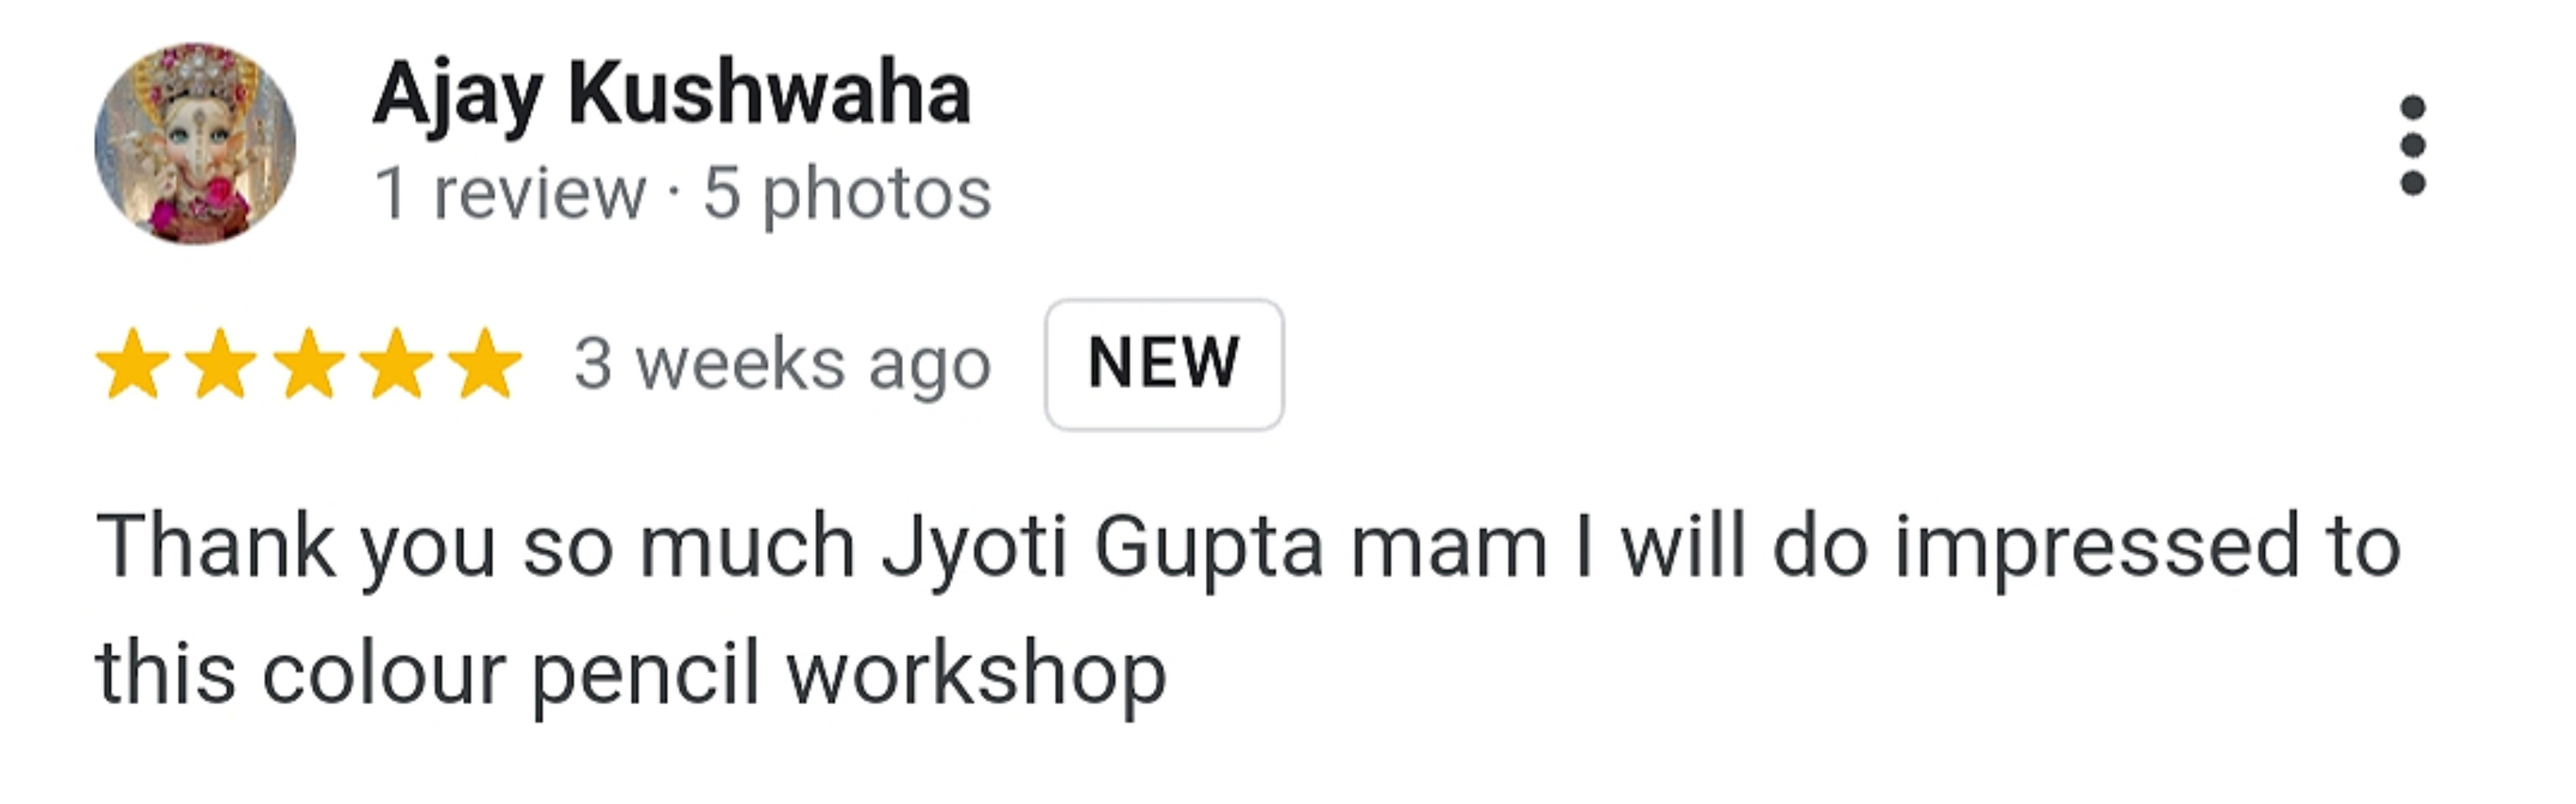 Ajay Kushwaha
1 review · 5 photos
3 weeks ago NEW
Thank you so much Jyoti Gupta mam I will do impressed to
this colour pencil workshop